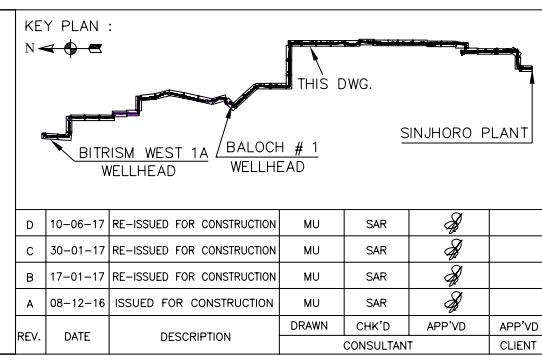 KEY PLAN :
N
THIS DWG.
SINJHORO PLANT
BITRISM WEST 1A
WELLHEAD
BALOCH # 1
WELLHEAD
D 10-06-17 RE-ISSUED FOR CONSTRUCTION MU SAR
C 30-01-17 RE-ISSUED FOR CONSTRUCTION MU SAR
B 17-01-17 RE-ISSUED FOR CONSTRUCTION MU SAR
A 08-12-16 ISSUED FOR CONSTRUCTION MU SAR
REV. DATE DESCRIPTION DRAWN CHK'D APP'VD APP'VD
CONSULTANT CLIENT